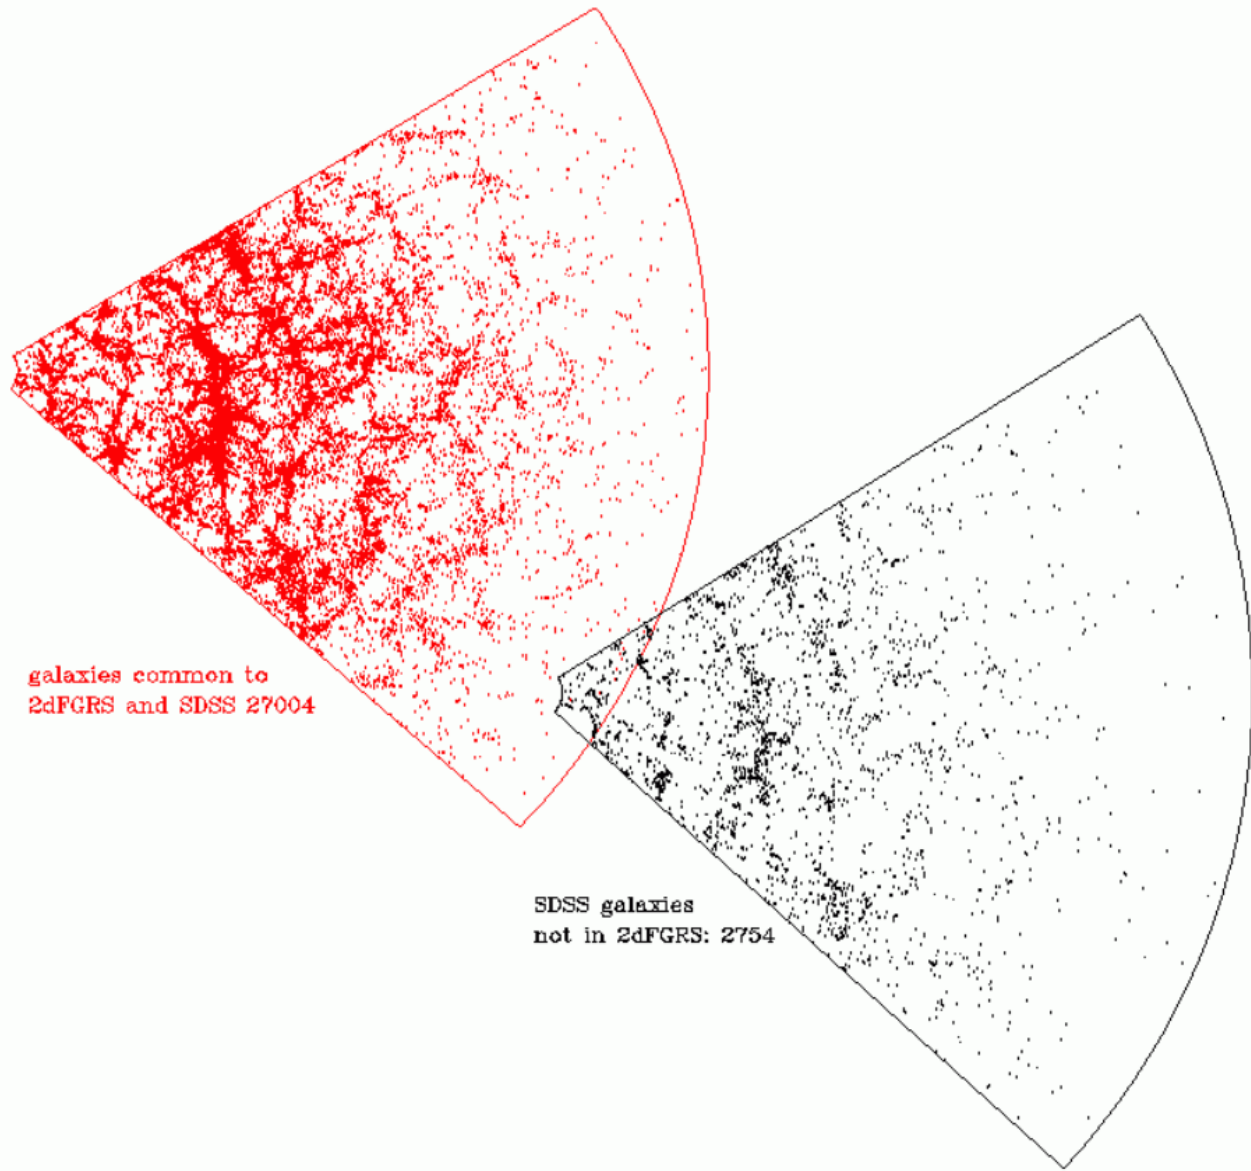 galaxies common to
2dFGRS and SDSS 27004
SDSS galaxies
not in 2dFGRS: 2754